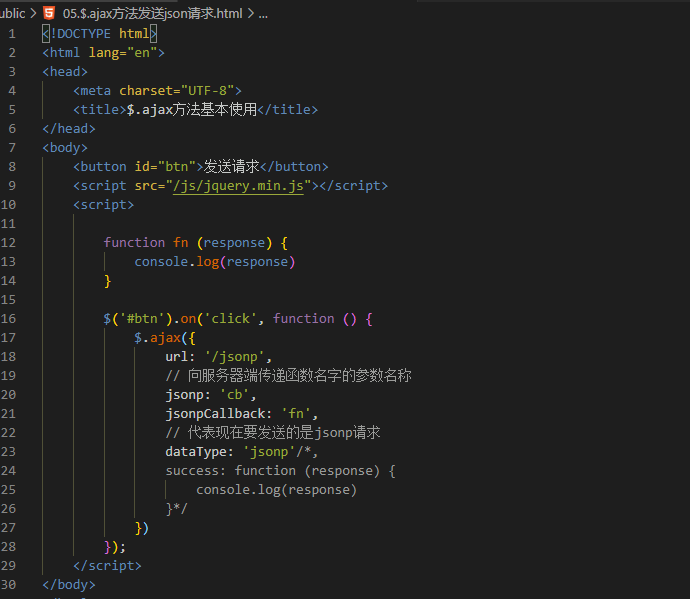 ublic > 05.$.ajax方法发送json请求.html > ...
1 <!DOCTYPE html>
2 <html lang="en">
3 <head>
4 <meta charset="UTF-8">
5 <title>$.ajax方法基本使用</title>
6 </head>
7 <body>
8 <button id="btn">发送请求</button>
9 <script src="/js/jquery.min.js"></script>
10 <script>
11
12 function fn (response) {
13 console.log(response)
14 }
15
16 $('#btn').on('click', function () {
17 $.ajax({
18 url: '/jsonp',
19 // 向服务器端传递函数名字的参数名称
20 jsonp: 'cb',
21 jsonpCallback: 'fn',
22 // 代表现在要发送的是jsonp请求
23 dataType: 'jsonp'/*,
24 success: function (response) {
25 console.log(response)
26 }*/
27 })
28 });
29 </script>
30 </body>